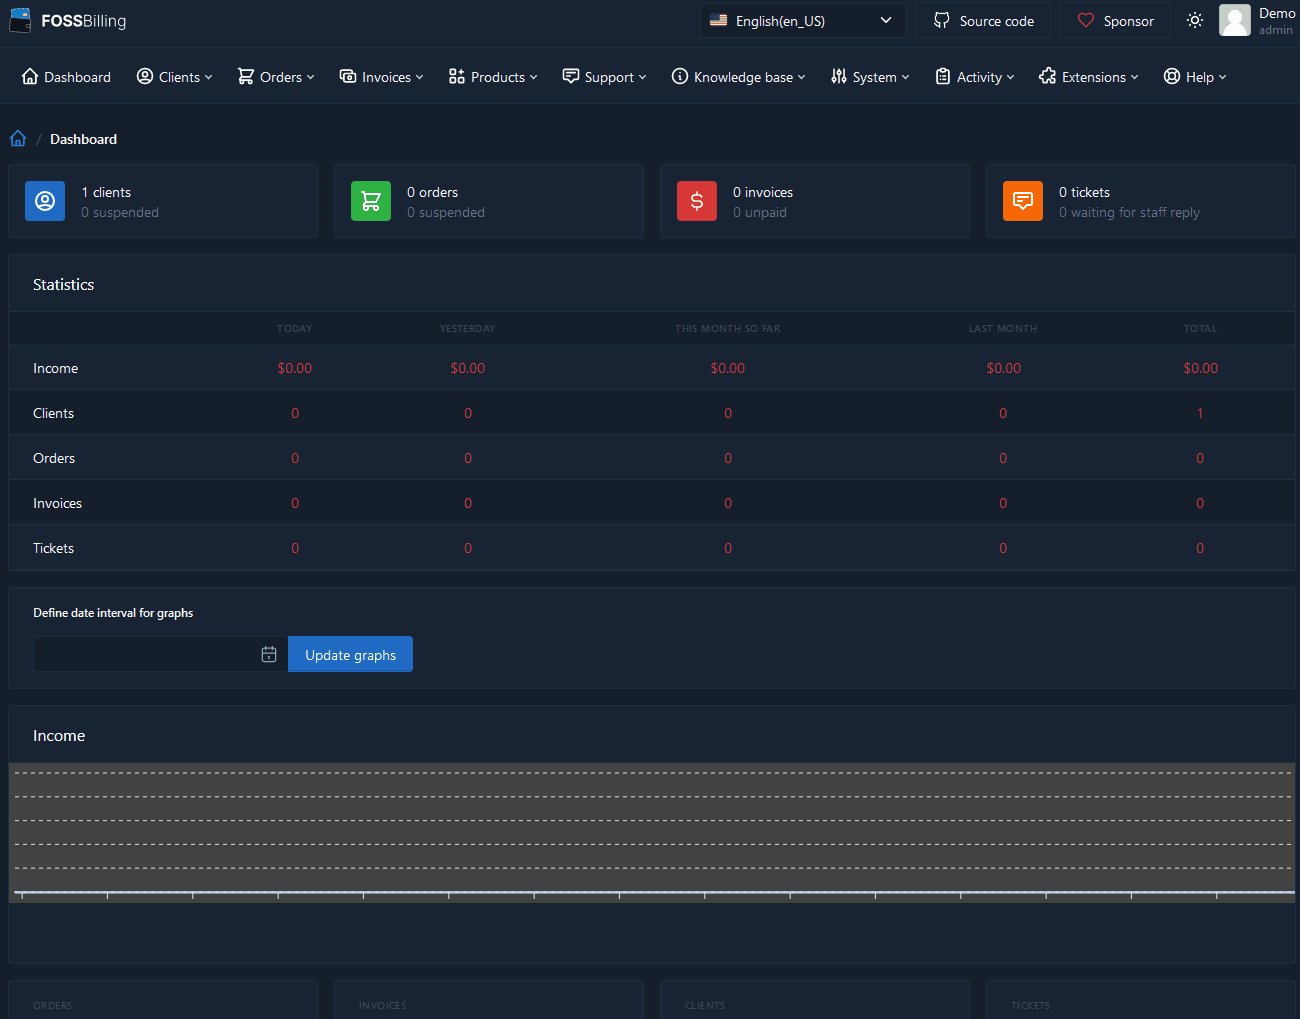 FOSSBilling
English(en_US)
Source code
Sponsor
Demo
admin
Dashboard
Clients
Orders
Invoices
Products
Support
Knowledge base
System
Activity
Extensions
Help
/ Dashboard
1 clients
0 suspended
0 orders
0 suspended
0 invoices
0 unpaid
0 tickets
0 waiting for staff reply
Statistics
TODAY YESTERDAY THIS MONTH SO FAR LAST MONTH TOTAL
Income $0.00 $0.00 $0.00 $0.00 $0.00
Clients 0 0 0 0 1
Orders 0 0 0 0 0
Invoices 0 0 0 0 0
Tickets 0 0 0 0 0
Define date interval for graphs
Update graphs
Income
ORDERS
INVOICES
CLIENTS
TICKETS